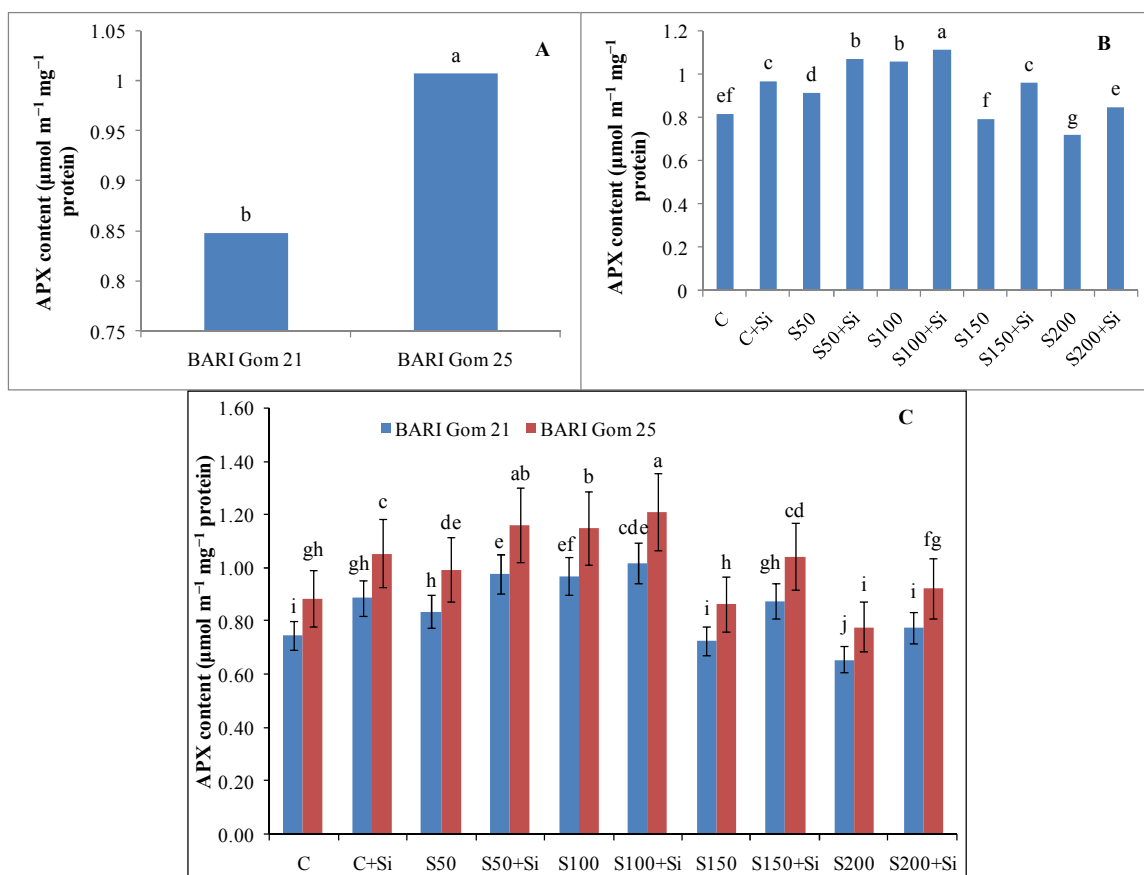 A
APX content (µmol m⁻¹ mg⁻¹
protein)
1.05
1
0.95
0.9
0.85
0.8
0.75
b
a
BARI Gom 21
BARI Gom 25
B
APX content (µmol m⁻¹ mg⁻¹
protein)
1.2
1
0.8
0.6
0.4
0.2
0
ef
c
d
b
b
a
f
c
g
e
C
C+Si
S50
S50+Si
S100
S100+Si
S150
S150+Si
S200
S200+Si
C
BARI Gom 21
BARI Gom 25
APX content (µmol m⁻¹ mg⁻¹ protein)
1.60
1.40
1.20
1.00
0.80
0.60
0.40
0.20
0.00
i
gh
gh
c
h
de
e
ab
ef
b
cde
a
i
h
gh
cd
j
i
i
fg
C
C+Si
S50
S50+Si
S100
S100+Si
S150
S150+Si
S200
S200+Si